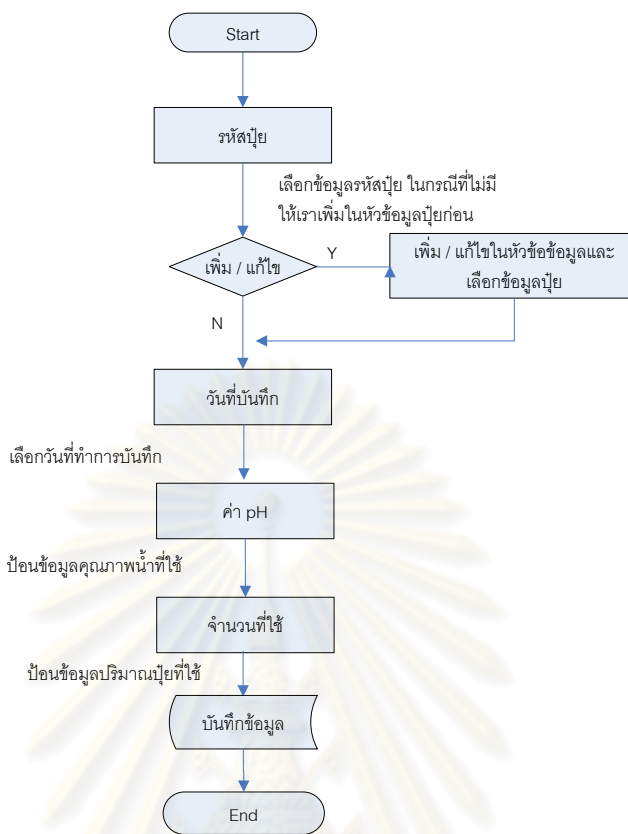 Start
รหัสปุ๋ย
เลือกข้อมูลรหัสปุ๋ย ในกรณีที่ไม่มี
ให้เราเพิ่มในหัวข้อมูลปุ๋ยก่อน
เพิ่ม / แก้ไข
Y
เพิ่ม / แก้ไขในหัวข้อข้อมูลและ
เลือกข้อมูลปุ๋ย
N
วันที่บันทึก
เลือกวันที่ทำการบันทึก
ค่า pH
ป้อนข้อมูลคุณภาพน้ำที่ใช้
จำนวนที่ใช้
ป้อนข้อมูลปริมาณปุ๋ยที่ใช้
บันทึกข้อมูล
End